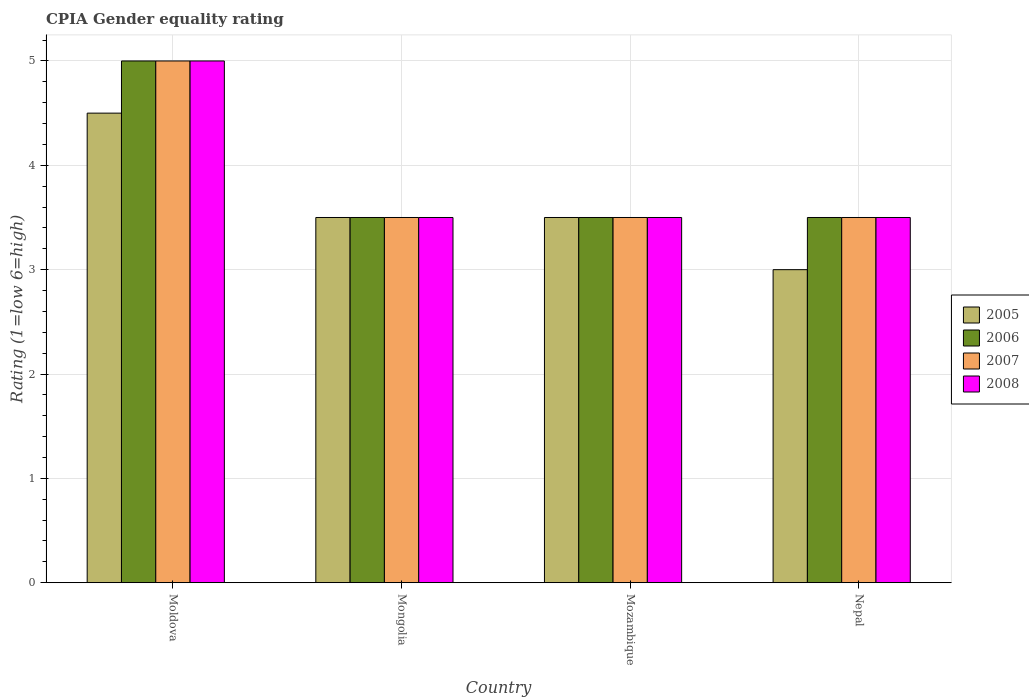 CPIA Gender equality rating
Rating (1=low 6=high)
5
4
3
2
1
0
Moldova
Mongolia
Mozambique
Nepal
Country
2005
2006
2007
2008